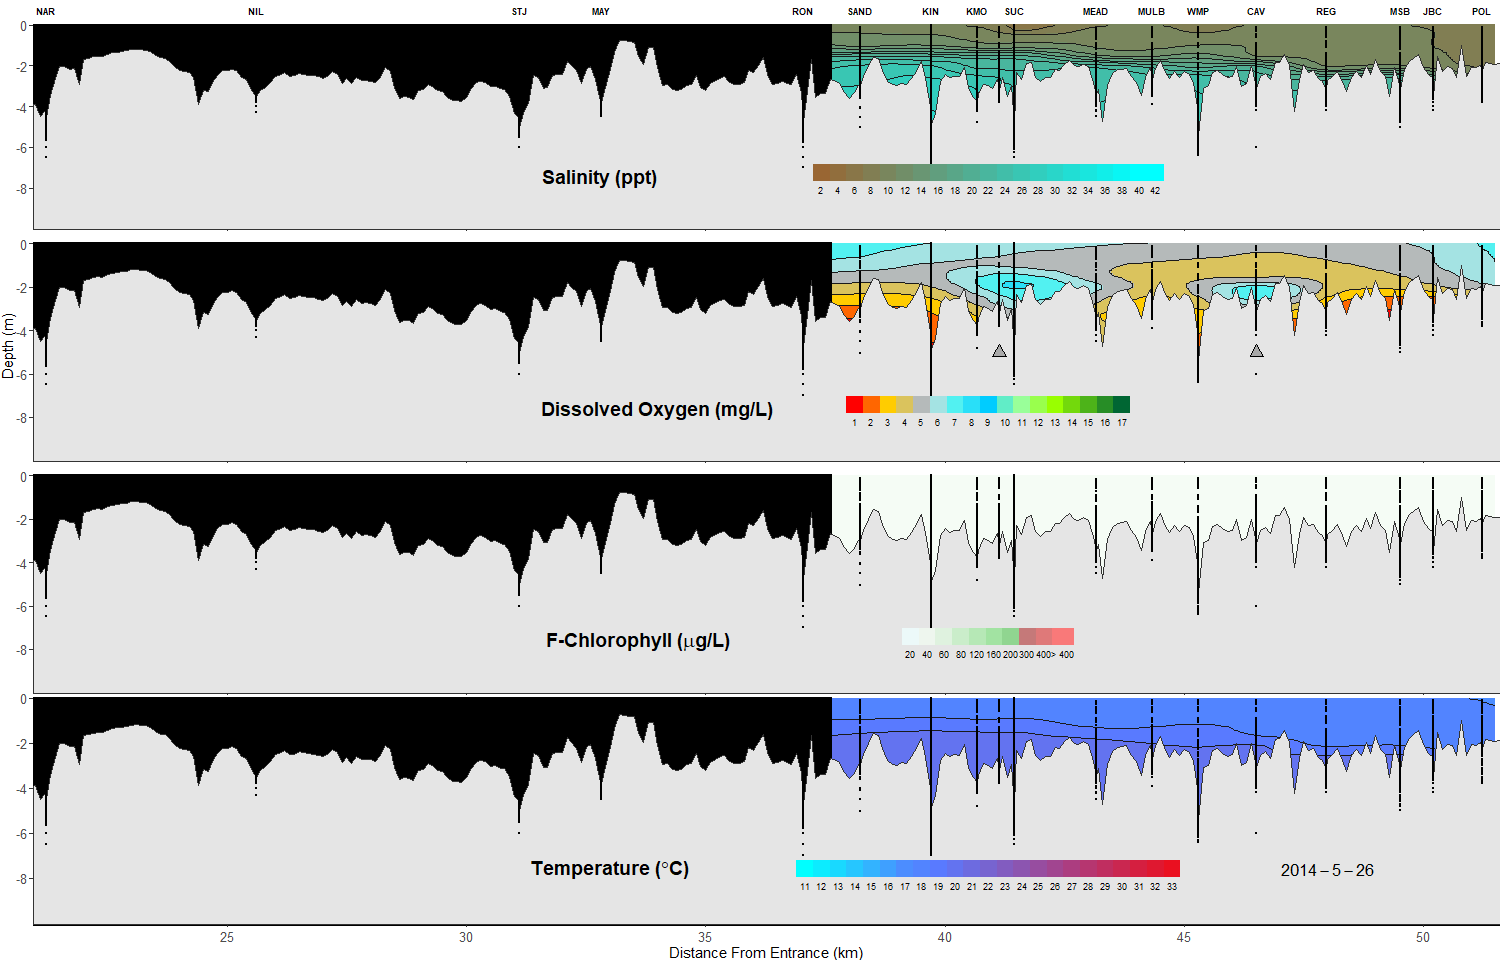 NAR NIL STJ MAY RON SAND KIN KMO SUC MEAD MULB WMP CAV REG MSB JBC POL
0
-2
-4
-6
-8
Salinity (ppt)
2 4 6 8 10 12 14 16 18 20 22 24 26 28 30 32 34 36 38 40 42
0
-2
-4
-6
-8
Depth (m)
Dissolved Oxygen (mg/L)
1 2 3 4 5 6 7 8 9 10 11 12 13 14 15 16 17
0
-2
-4
-6
-8
F-Chlorophyll (μg/L)
20 40 60 80 120 160 200 300 400> 400
0
-2
-4
-6
-8
Temperature (°C)
11 12 13 14 15 16 17 18 19 20 21 22 23 24 25 26 27 28 29 30 31 32 33
2014 – 5 – 26
25 30 35 40 45 50
Distance From Entrance (km)